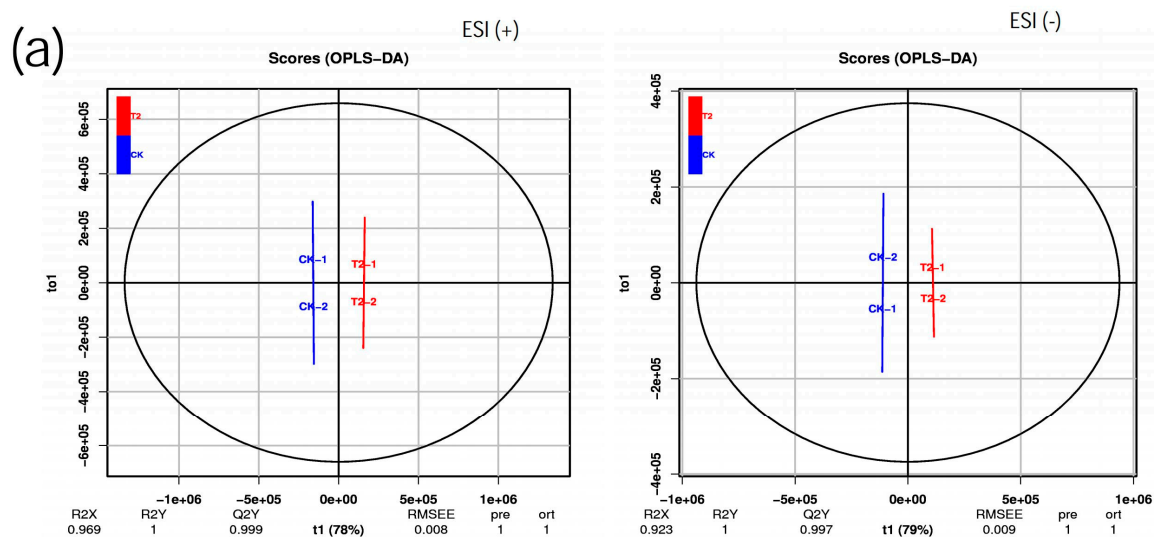 (a)
ESI (+)
Scores (OPLS−DA)
T2
CK
6e+05
4e+05
2e+05
0e+00
−2e+05
−4e+05
−6e+05
to1
CK−1
T2−1
CK−2
T2−2
−1e+06 −5e+05 0e+00 5e+05 1e+06
R2X R2Y Q2Y RMSEE pre ort
0.969 1 0.999 t1 (78%) 0.008 1 1
ESI (-)
Scores (OPLS−DA)
T2
CK
4e+05
2e+05
0e+00
−2e+05
−4e+05
to1
CK−2
T2−1
T2−2
CK−1
−1e+06 −5e+05 0e+00 5e+05 1e+06
R2X R2Y Q2Y RMSEE pre ort
0.923 1 0.997 t1 (79%) 0.009 1 1